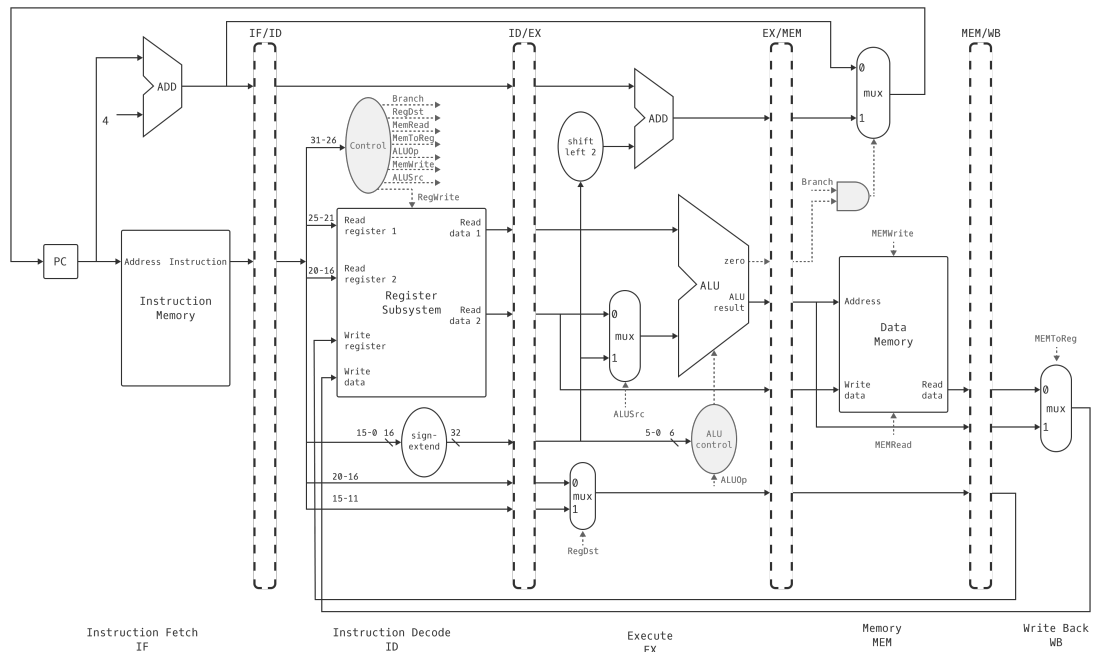 IF/ID
ID/EX
EX/MEM
MEM/WB
ADD
4
PC
Address
Instruction
Instruction
Memory
31-26
Control
Branch
RegDst
MemRead
MemToReg
ALUOp
MemWrite
ALUSrc
RegWrite
25-21
Read
register 1
Read
data 1
20-16
Read
register 2
Register
Subsystem
Read
data 2
Write
register
Write
data
15-0
16
sign-
extend
32
20-16
15-11
shift
left 2
ADD
0
mux
1
ALUSrc
zero
ALU
ALU
result
5-0
6
ALU
control
ALUOp
0
mux
1
RegDst
0
mux
1
Branch
MEMWrite
Address
Data
Memory
Write
data
Read
data
MEMRead
MEMToReg
0
mux
1
Instruction Fetch
IF
Instruction Decode
ID
Execute
EX
Memory
MEM
Write Back
WB